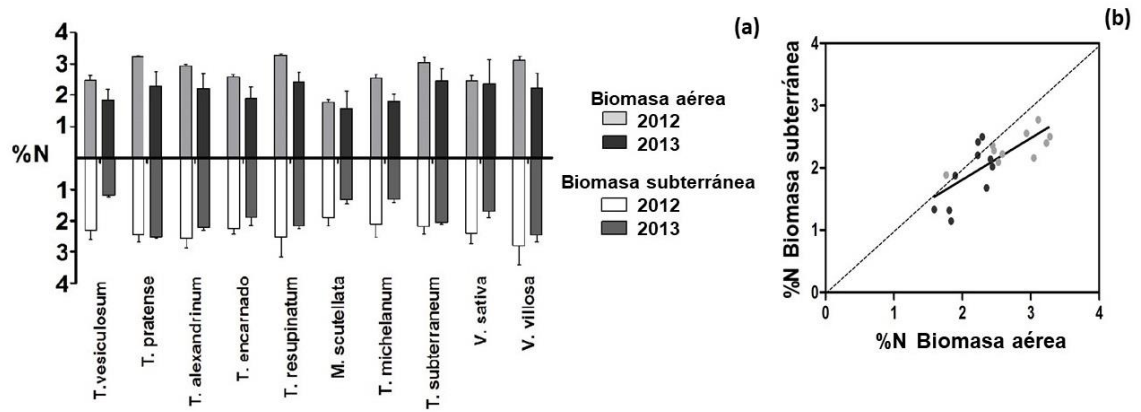 4
3
2
1
%N
1
2
3
4
T.vesiculosum
T. pratense
T. alexandrinum
T. encarnado
T. resupinatum
M. scutellata
T. michelanum
T. subterraneum
V. sativa
V. villosa
(a)
Biomasa aérea
2012
2013
Biomasa subterránea
2012
2013
(b)
%N Biomasa subterránea
4
3
2
1
0
0 1 2 3 4
%N Biomasa aérea